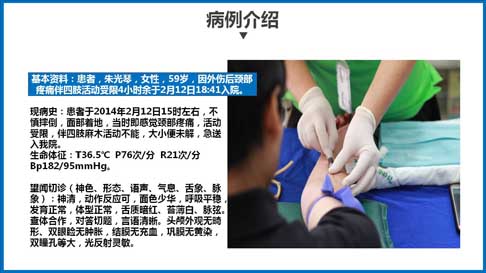 病例介绍
基本资料：患者，朱光琴，女性，59岁，因外伤后颈部
疼痛伴四肢活动受限4小时余于2月12日18:41入院。
现病史：患者于2014年2月12日15时左右，不
慎摔倒，面部着地，当时即感觉颈部疼痛，活动
受限，伴四肢麻木活动不能，大小便未解，急送
入我院。
生命体征：T36.5℃ P76次/分 R21次/分
Bp182/95mmHg。
望闻切诊（神色、形态、语声、气息、舌象、脉
象）：神清，动作反应可，面色少华，呼吸平稳，
发育正常，体型正常，舌质暗红、苔薄白、脉弦。
查体合作，对答切题，言语清晰。头颅外观无畸
形，双眼睑无肿胀，结膜无充血，巩膜无黄染，
双瞳孔等大，光反射灵敏。